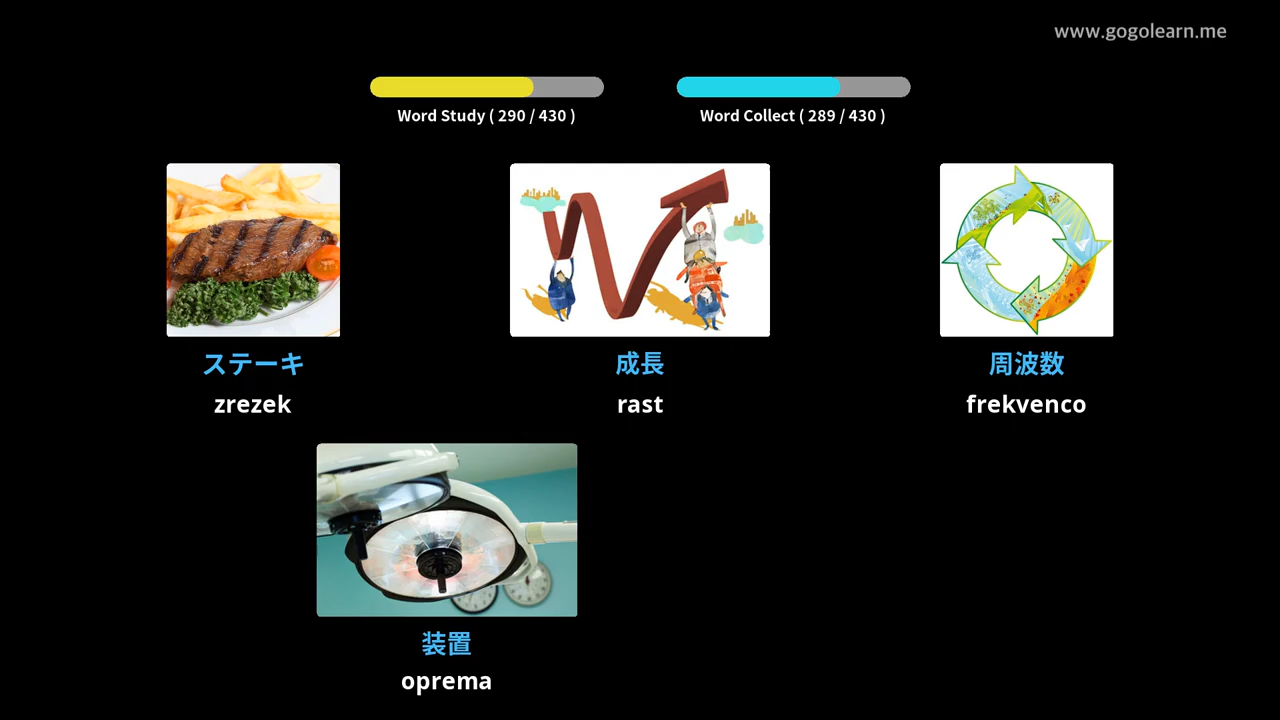 www.gogolearn.me
Word Study ( 290 / 430 )
Word Collect ( 289 / 430 )
ステーキ
zrezek
成長
rast
周波数
frekvenco
装置
oprema